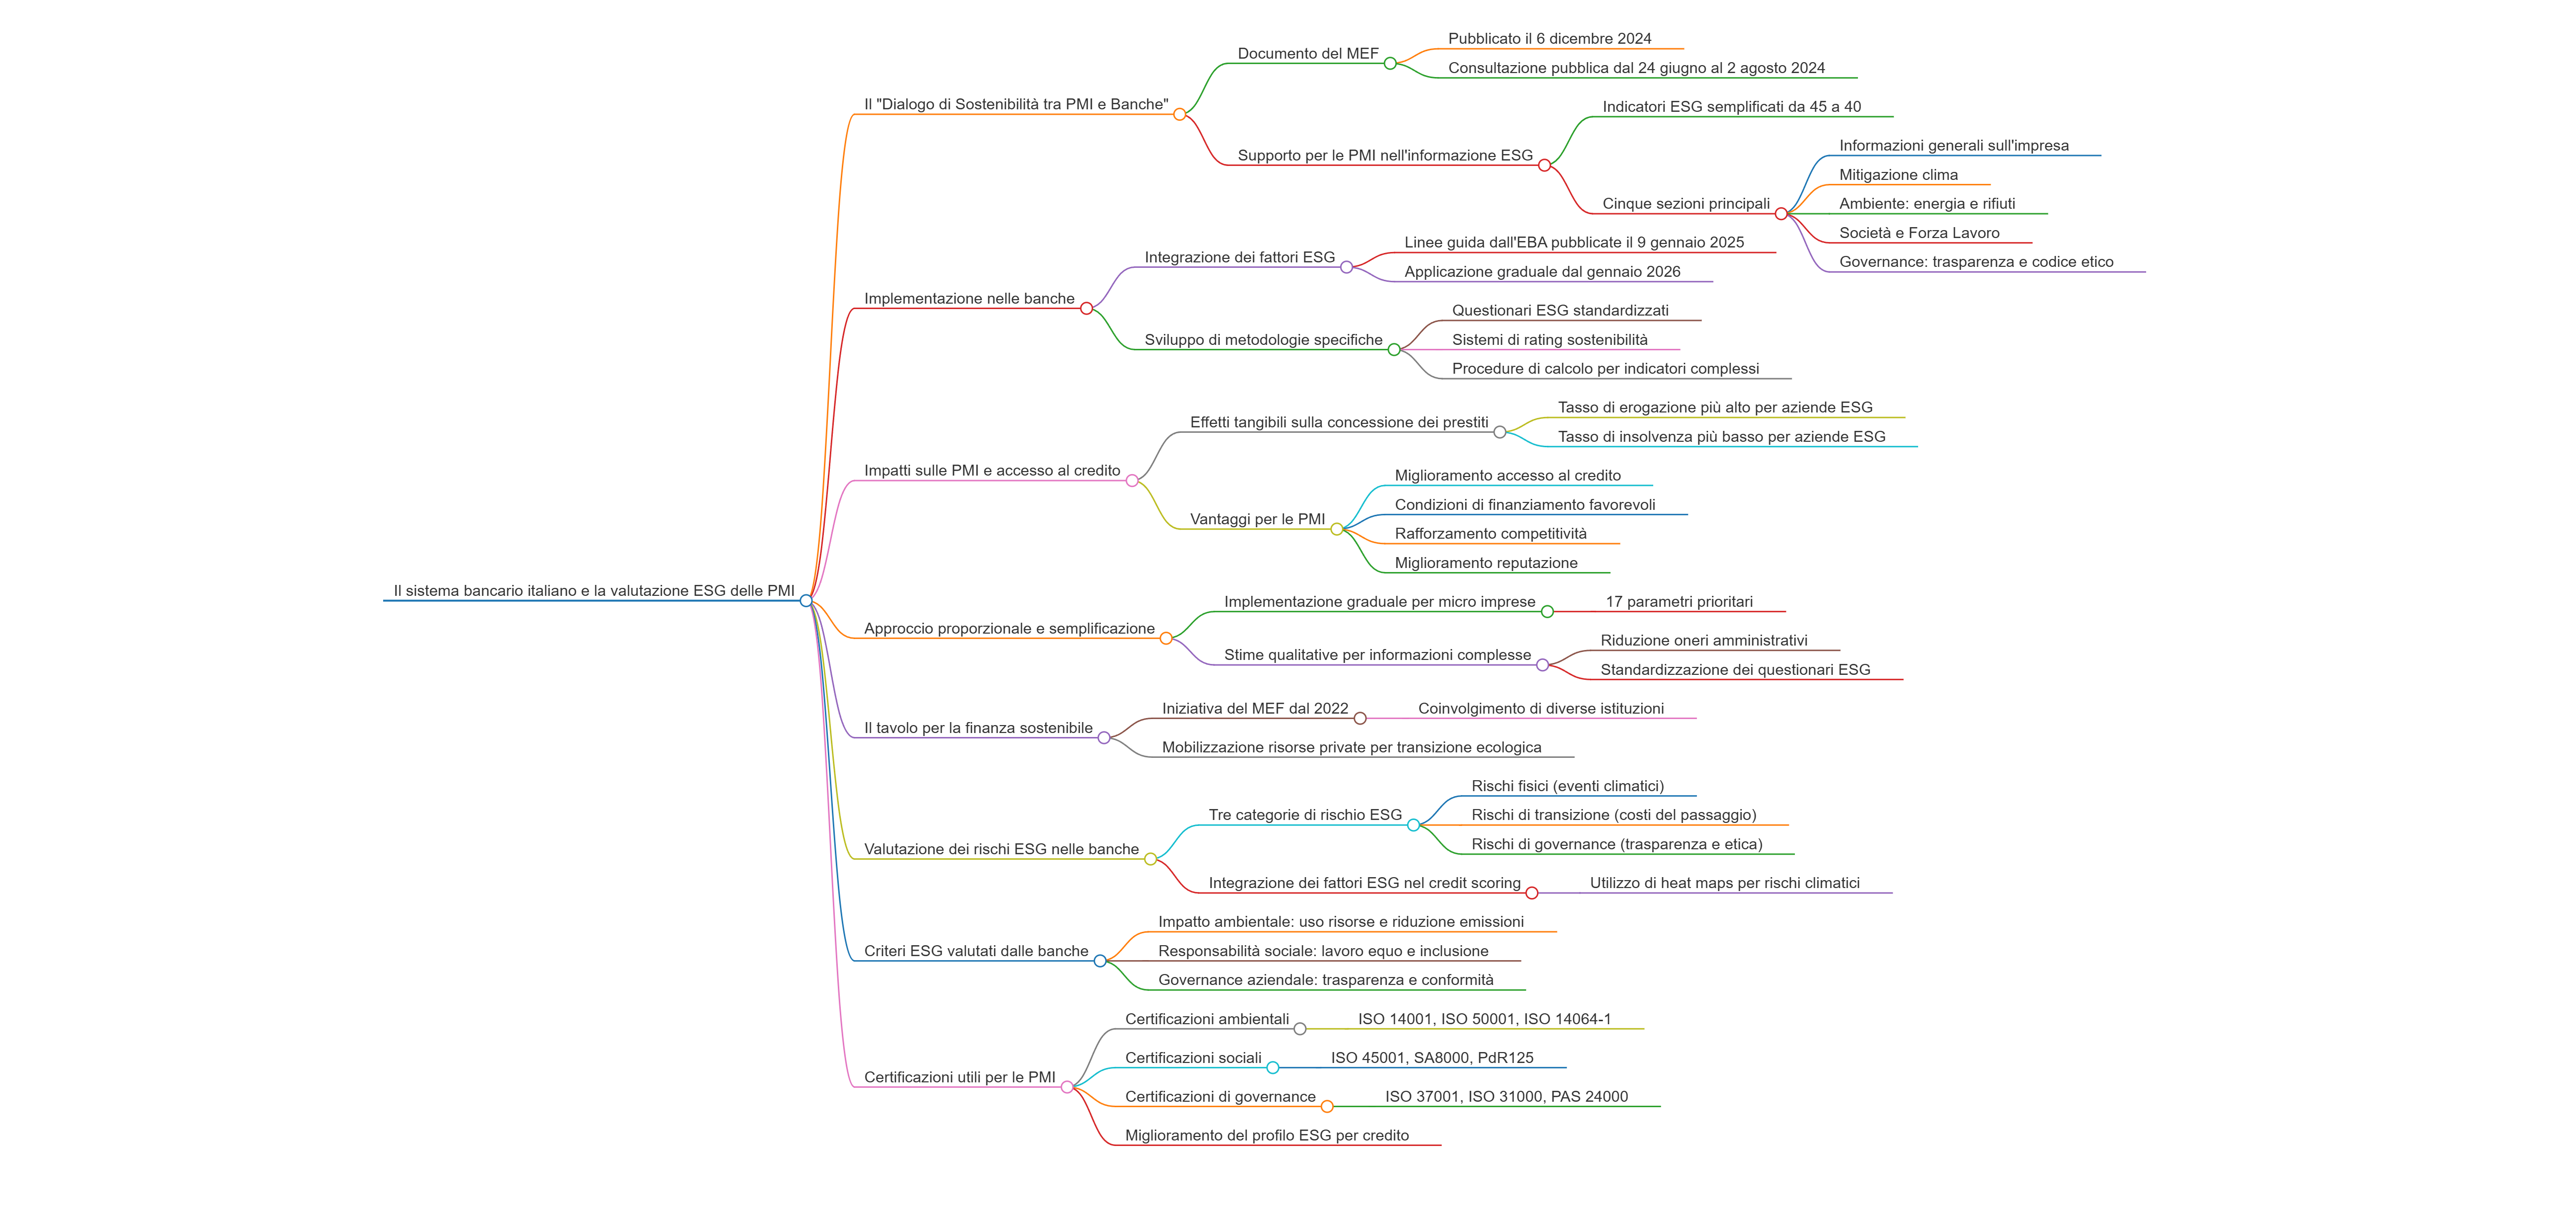 Il sistema bancario italiano e la valutazione ESG delle PMI
Il "Dialogo di Sostenibilità tra PMI e Banche"
Documento del MEF
Pubblicato il 6 dicembre 2024
Consultazione pubblica dal 24 giugno al 2 agosto 2024
Supporto per le PMI nell'informazione ESG
Indicatori ESG semplificati da 45 a 40
Cinque sezioni principali
Informazioni generali sull'impresa
Mitigazione clima
Ambiente: energia e rifiuti
Società e Forza Lavoro
Governance: trasparenza e codice etico
Implementazione nelle banche
Integrazione dei fattori ESG
Linee guida dall'EBA pubblicate il 9 gennaio 2025
Applicazione graduale dal gennaio 2026
Sviluppo di metodologie specifiche
Questionari ESG standardizzati
Sistemi di rating sostenibilità
Procedure di calcolo per indicatori complessi
Impatti sulle PMI e accesso al credito
Effetti tangibili sulla concessione dei prestiti
Tasso di erogazione più alto per aziende ESG
Tasso di insolvenza più basso per aziende ESG
Vantaggi per le PMI
Miglioramento accesso al credito
Condizioni di finanziamento favorevoli
Rafforzamento competitività
Miglioramento reputazione
Approccio proporzionale e semplificazione
Implementazione graduale per micro imprese
17 parametri prioritari
Stime qualitative per informazioni complesse
Riduzione oneri amministrativi
Standardizzazione dei questionari ESG
Il tavolo per la finanza sostenibile
Iniziativa del MEF dal 2022
Coinvolgimento di diverse istituzioni
Mobilizzazione risorse private per transizione ecologica
Valutazione dei rischi ESG nelle banche
Tre categorie di rischio ESG
Rischi fisici (eventi climatici)
Rischi di transizione (costi del passaggio)
Rischi di governance (trasparenza e etica)
Integrazione dei fattori ESG nel credit scoring
Utilizzo di heat maps per rischi climatici
Criteri ESG valutati dalle banche
Impatto ambientale: uso risorse e riduzione emissioni
Responsabilità sociale: lavoro equo e inclusione
Governance aziendale: trasparenza e conformità
Certificazioni utili per le PMI
Certificazioni ambientali
ISO 14001, ISO 50001, ISO 14064-1
Certificazioni sociali
ISO 45001, SA8000, PdR125
Certificazioni di governance
ISO 37001, ISO 31000, PAS 24000
Miglioramento del profilo ESG per credito